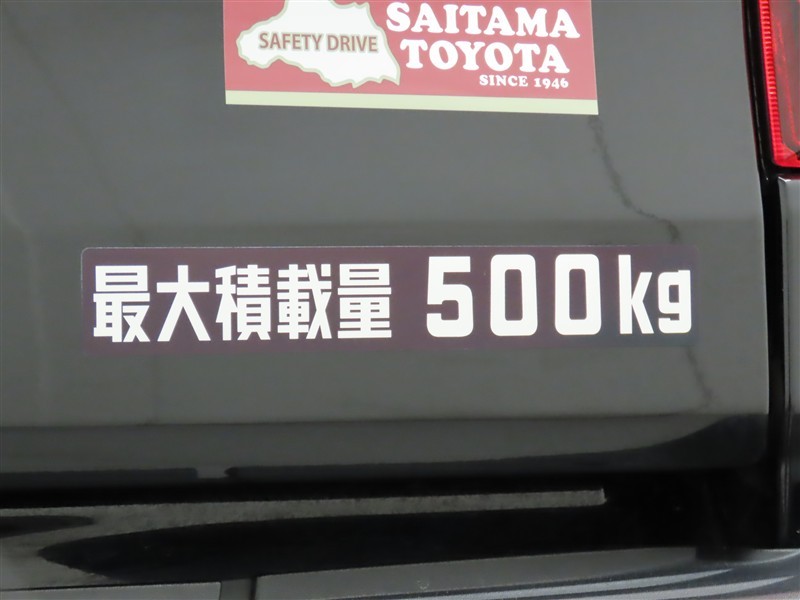 SAFETY DRIVE
SAITAMA
TOYOTA
SINCE 1946
最大積載量 500kg